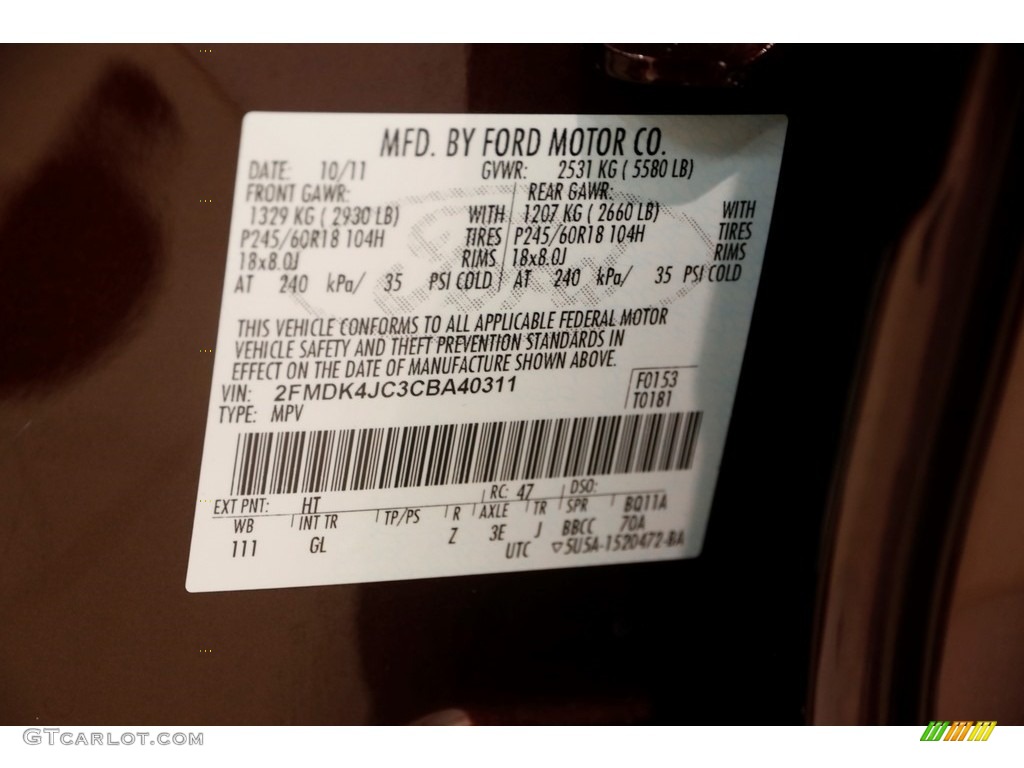 MFD. BY FORD MOTOR CO.
DATE: 10/11 GVWR: 2531 KG ( 5580 LB)
FRONT GAWR: REAR GAWR:
1329 KG ( 2930 LB) WITH 1207 KG ( 2660 LB) WITH
P245/60R18 104H TIRES P245/60R18 104H TIRES
18x8.0J RIMS 18x8.0J RIMS
AT 240 kPa/ 35 PSI COLD AT 240 kPa/ 35 PSI COLD
THIS VEHICLE CONFORMS TO ALL APPLICABLE FEDERAL MOTOR
VEHICLE SAFETY AND THEFT PREVENTION STANDARDS IN
EFFECT ON THE DATE OF MANUFACTURE SHOWN ABOVE.
VIN: 2FMDK4JC3CBA40311 F0153
TYPE: MPV T0181
EXT PNT: HT RC: 47 DSO:
WB INT TR TP/PS R AXLE TR SPR BQ11A
111 GL Z 3E J BBCC 70A
UTC ▽5U5A-1520472-BA
GTCarlot.com